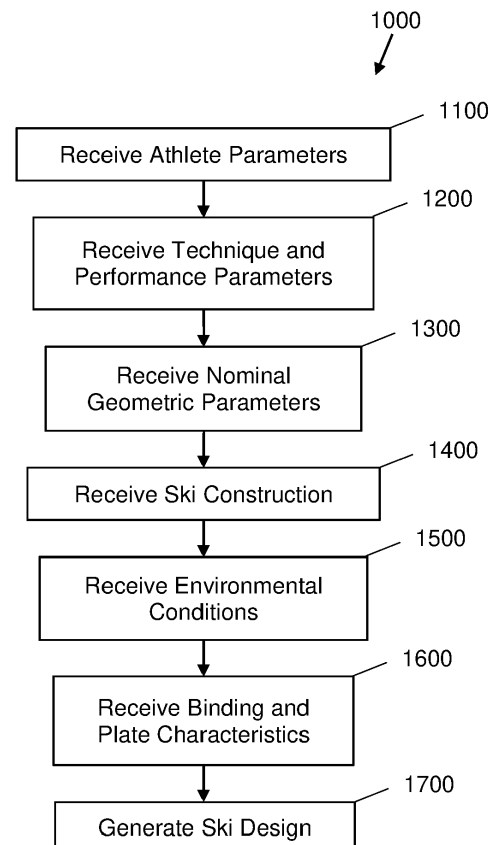 1000
1100
Receive Athlete Parameters
1200
Receive Technique and
Performance Parameters
1300
Receive Nominal
Geometric Parameters
1400
Receive Ski Construction
1500
Receive Environmental
Conditions
1600
Receive Binding and
Plate Characteristics
1700
Generate Ski Design